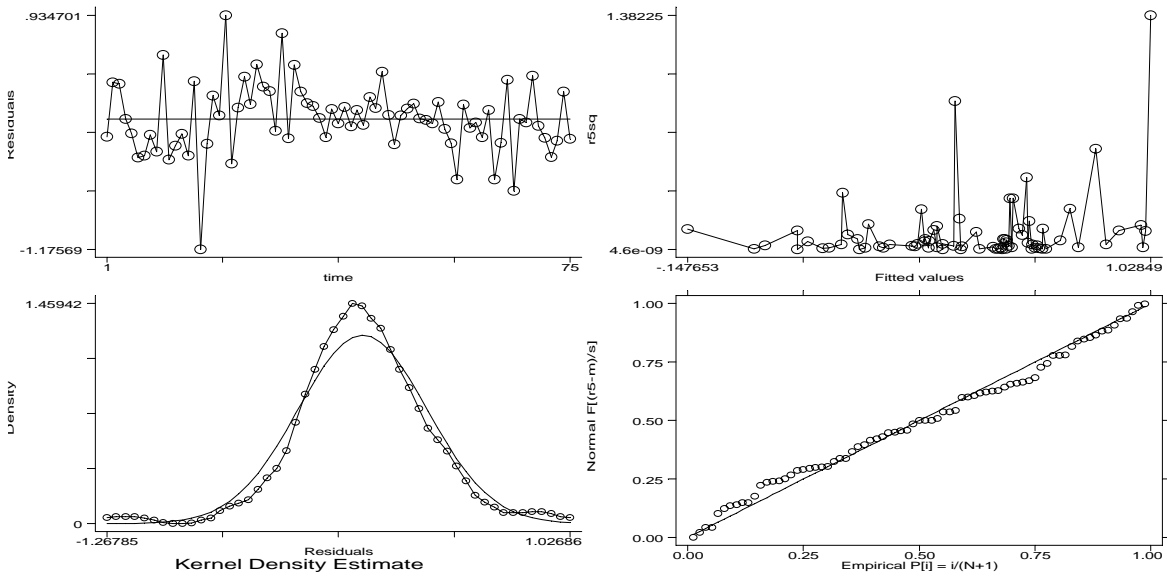 .934701
Residuals
-1.17569
1
75
time
1.38225
r5sq
4.6e-09
-.147653
1.02849
Fitted values
1.45942
Density
0
-1.26785
1.02686
Residuals
Kernel Density Estimate
1.00
0.75
0.50
0.25
0.00
Normal F[(r5-m)/s]
0.00
0.25
0.50
0.75
1.00
Empirical P[i] = i/(N+1)